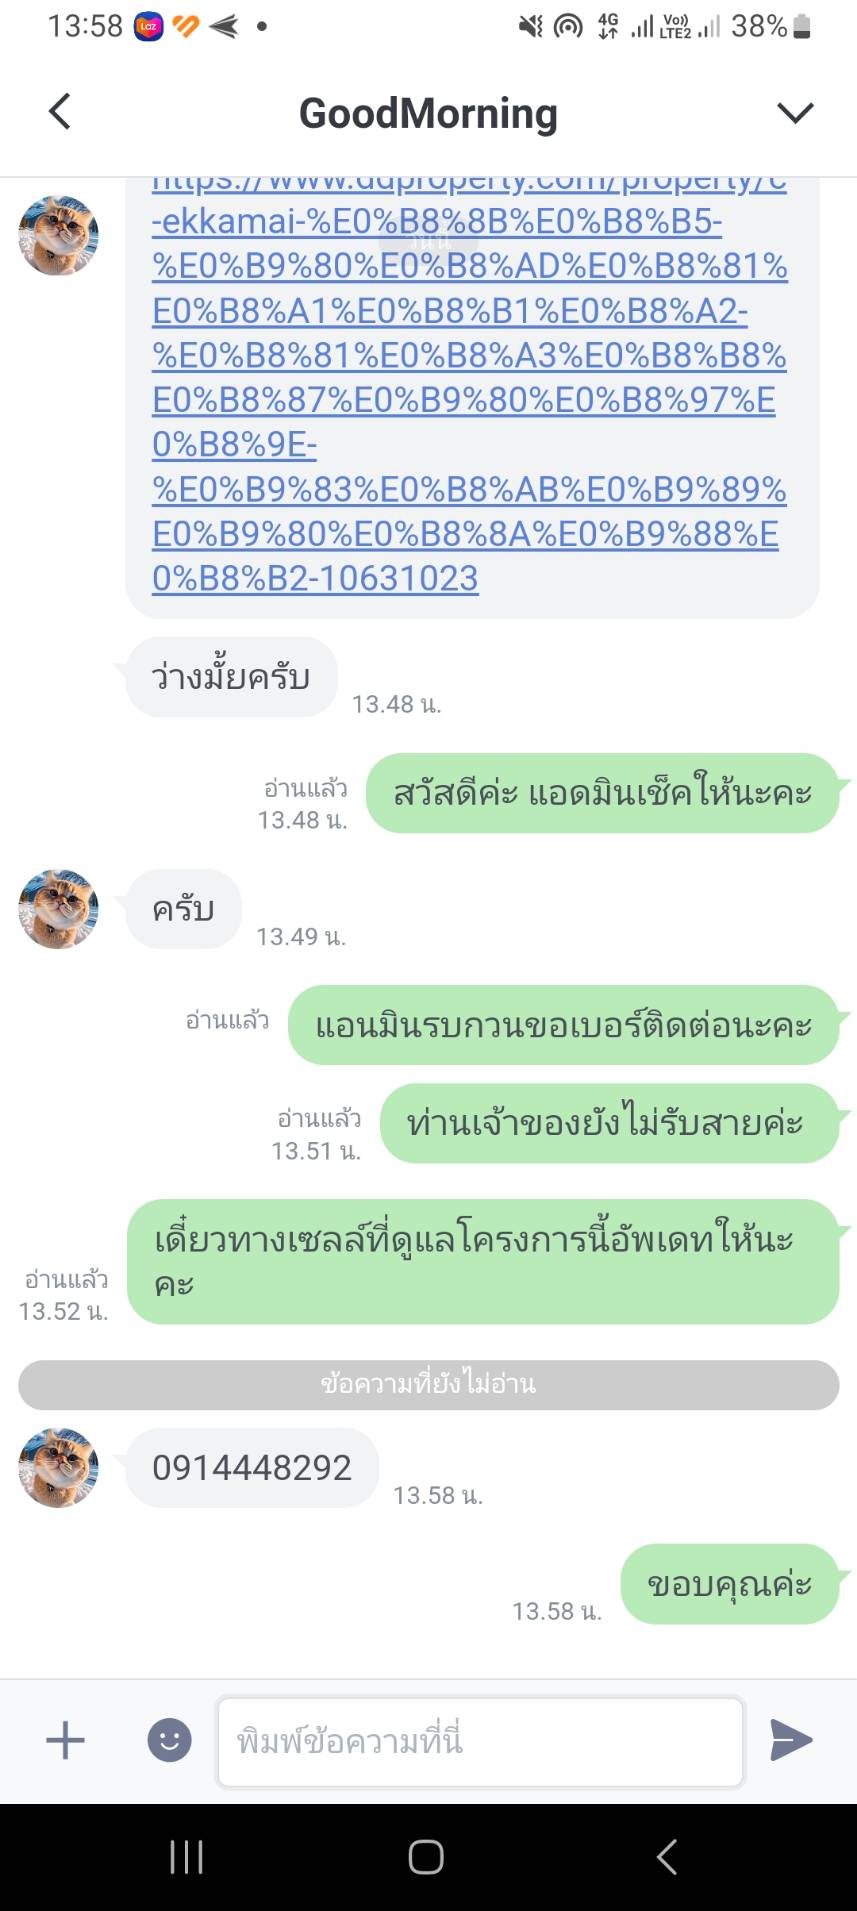 13:58
Laz
4G
Vo))
LTE2
38%
GoodMorning
https://www.ddproperty.com/property/c
-ekkamai-%E0%B8%8B%E0%B8%B5-
วันนี้
%E0%B9%80%E0%B8%AD%E0%B8%81%
E0%B8%A1%E0%B8%B1%E0%B8%A2-
%E0%B8%81%E0%B8%A3%E0%B8%B8%
E0%B8%87%E0%B9%80%E0%B8%97%E
0%B8%9E-
%E0%B9%83%E0%B8%AB%E0%B9%89%
E0%B9%80%E0%B8%8A%E0%B9%88%E
0%B8%B2-10631023
ว่างมั้ยครับ
13.48 น.
สวัสดีค่ะ แอดมินเช็คให้นะคะ
อ่านแล้ว
13.48 น.
ครับ
13.49 น.
อ่านแล้ว
แอนมินรบกวนขอเบอร์ติดต่อนะคะ
อ่านแล้ว
13.51 น.
ท่านเจ้าของยังไม่รับสายค่ะ
เดี๋ยวทางเซลล์ที่ดูแลโครงการนี้อัพเดทให้นะ
คะ
อ่านแล้ว
13.52 น.
ข้อความที่ยังไม่อ่าน
0914448292
13.58 น.
ขอบคุณค่ะ
13.58 น.
พิมพ์ข้อความที่นี่